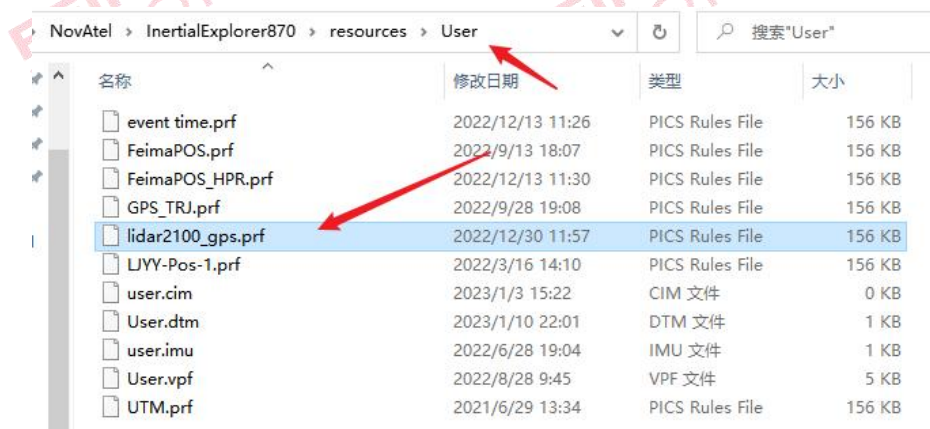 NovAtel › InertialExplorer870 › resources › User 搜索"User"
名称 修改日期 类型 大小
event time.prf 2022/12/13 11:26 PICS Rules File 156 KB
FeimaPOS.prf 2022/9/13 18:07 PICS Rules File 156 KB
FeimaPOS_HPR.prf 2022/12/13 11:30 PICS Rules File 156 KB
GPS_TRJ.prf 2022/9/28 19:08 PICS Rules File 156 KB
lidar2100_gps.prf 2022/12/30 11:57 PICS Rules File 156 KB
LJYY-Pos-1.prf 2022/3/16 14:10 PICS Rules File 156 KB
user.cim 2023/1/3 15:22 CIM 文件 0 KB
User.dtm 2023/1/10 22:01 DTM 文件 1 KB
user.imu 2022/6/28 19:04 IMU 文件 1 KB
User.vpf 2022/8/28 9:45 VPF 文件 5 KB
UTM.prf 2021/6/29 13:34 PICS Rules File 156 KB